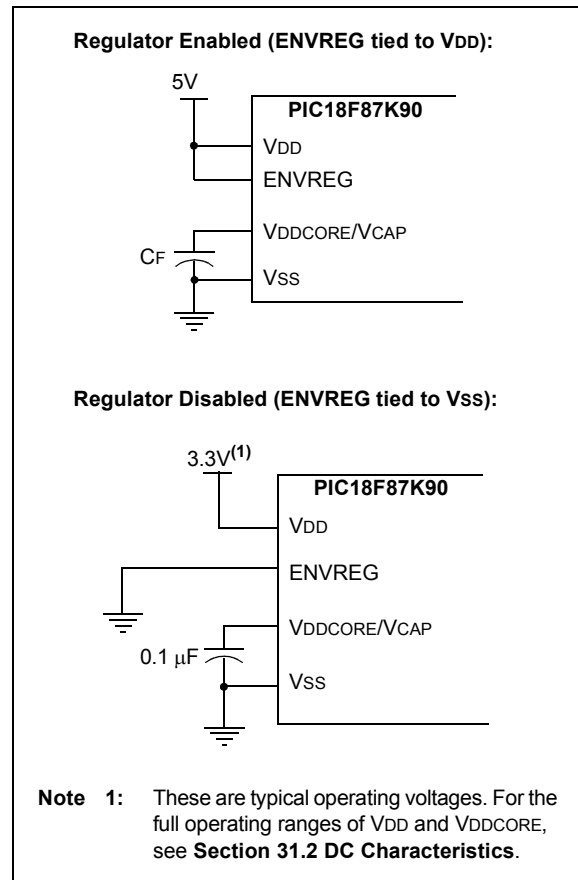 Regulator Enabled (ENVREG tied to VDD):
5V
PIC18F87K90
VDD
ENVREG
VDDCORE/VCAP
CF
VSS
Regulator Disabled (ENVREG tied to VSS):
3.3V(1)
PIC18F87K90
VDD
ENVREG
VDDCORE/VCAP
0.1 μF
VSS
Note 1: These are typical operating voltages. For the
full operating ranges of VDD and VDDCORE,
see Section 31.2 DC Characteristics.